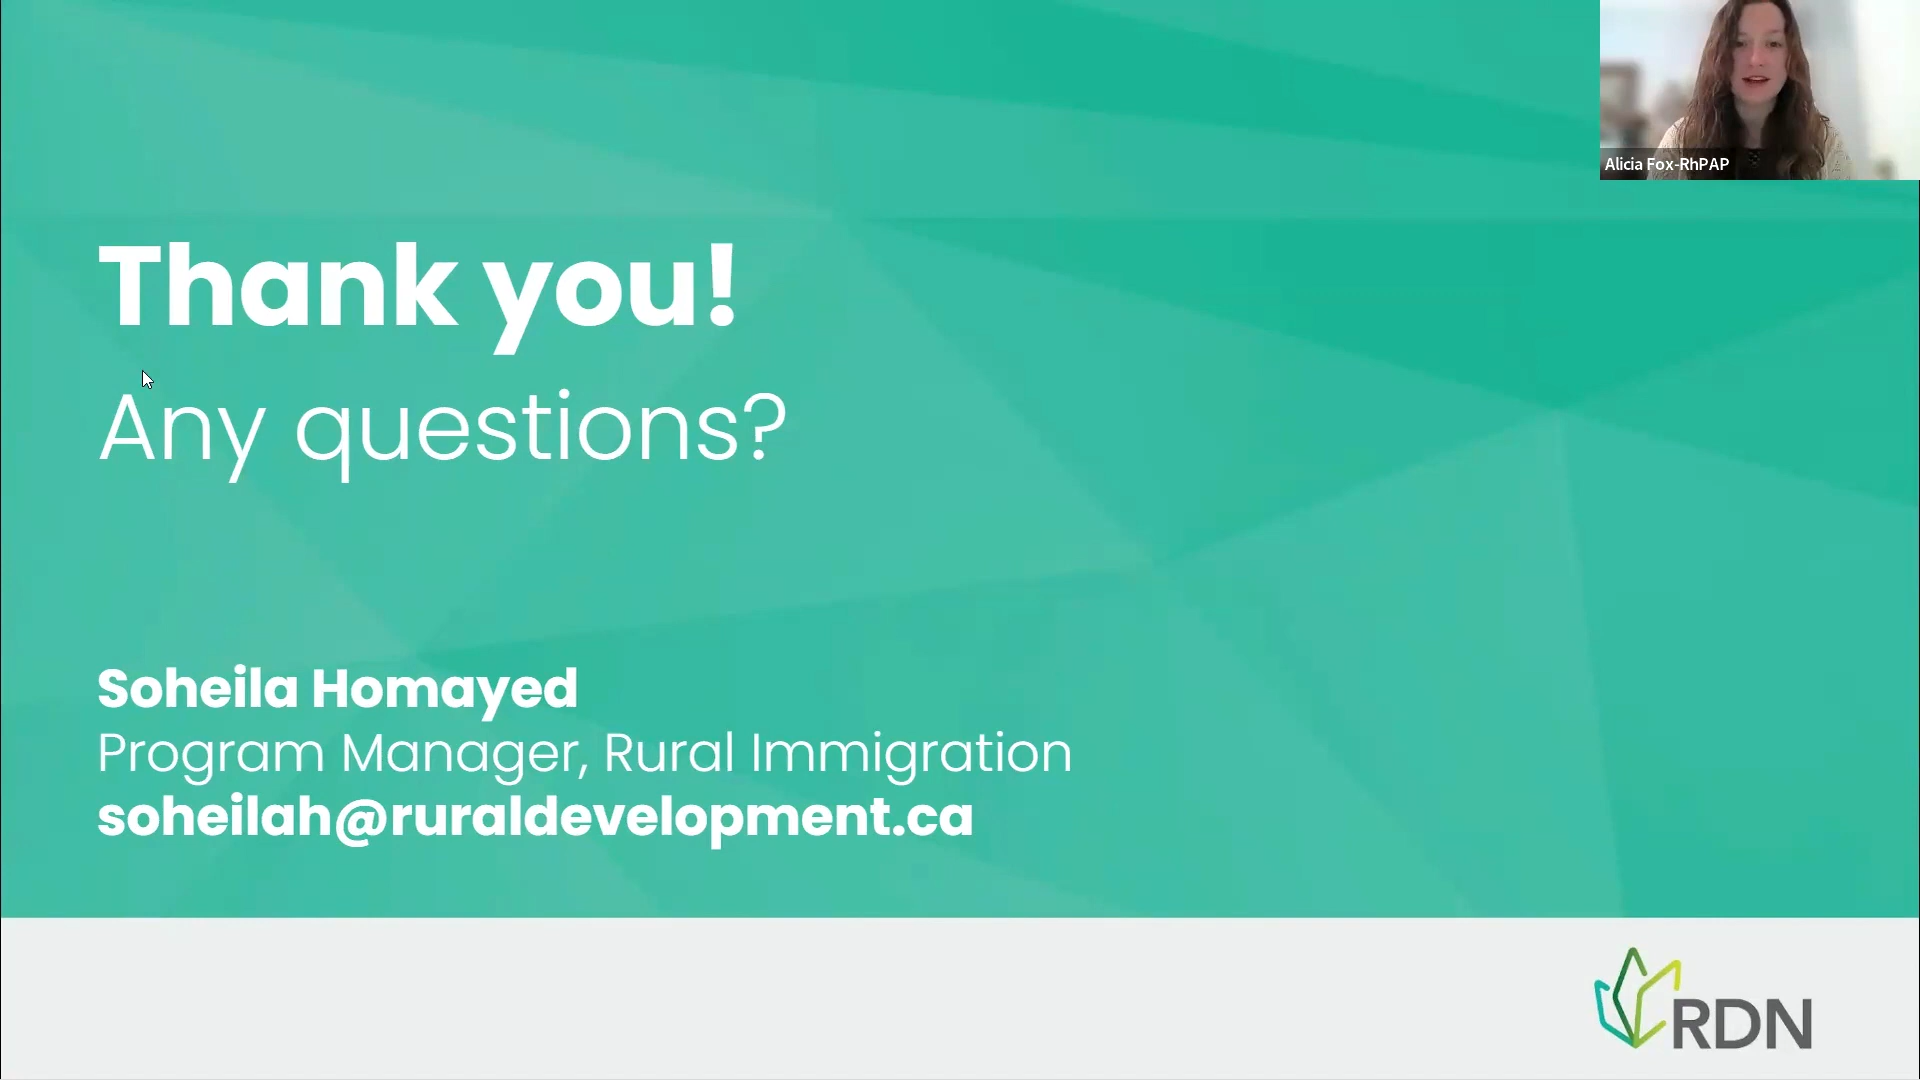 Alicia Fox-RhPAP
Thank you!
Any questions?
Soheila Homayed
Program Manager, Rural Immigration
soheilah@ruraldevelopment.ca
RDN